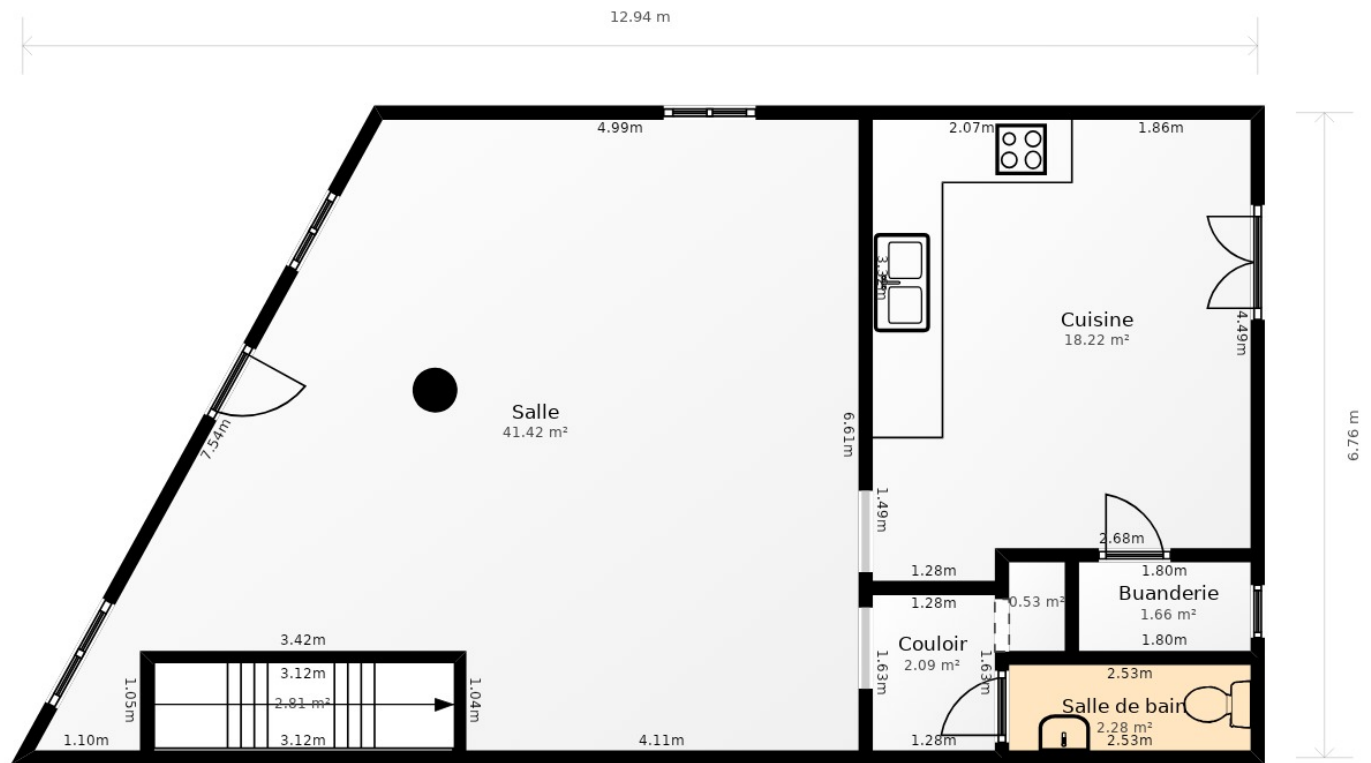 12.94 m
4.99m
2.07m
1.86m
Cuisine
18.22 m²
4.49m
6.76 m
Salle
41.42 m²
7.54m
6.61m
1.49m
2.68m
1.28m
1.80m
Buanderie
1.66 m²
1.80m
1.28m
0.53 m²
Couloir
2.09 m²
1.63m
1.63m
3.42m
3.12m
2.81 m²
3.12m
1.05m
1.04m
1.10m
4.11m
1.28m
2.53m
Salle de bain
2.28 m²
2.53m